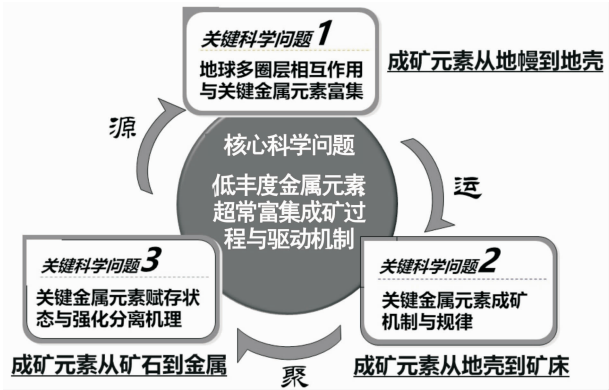 关键科学问题1
地球多圈层相互作用
与关键金属元素富集
成矿元素从地幔到地壳
源
核心科学问题
低丰度金属元素
超常富集成矿过
程与驱动机制
运
关键科学问题3
关键金属元素赋存状
态与强化分离机理
成矿元素从矿石到金属
关键科学问题2
关键金属元素成矿
机制与规律
成矿元素从地壳到矿床
聚